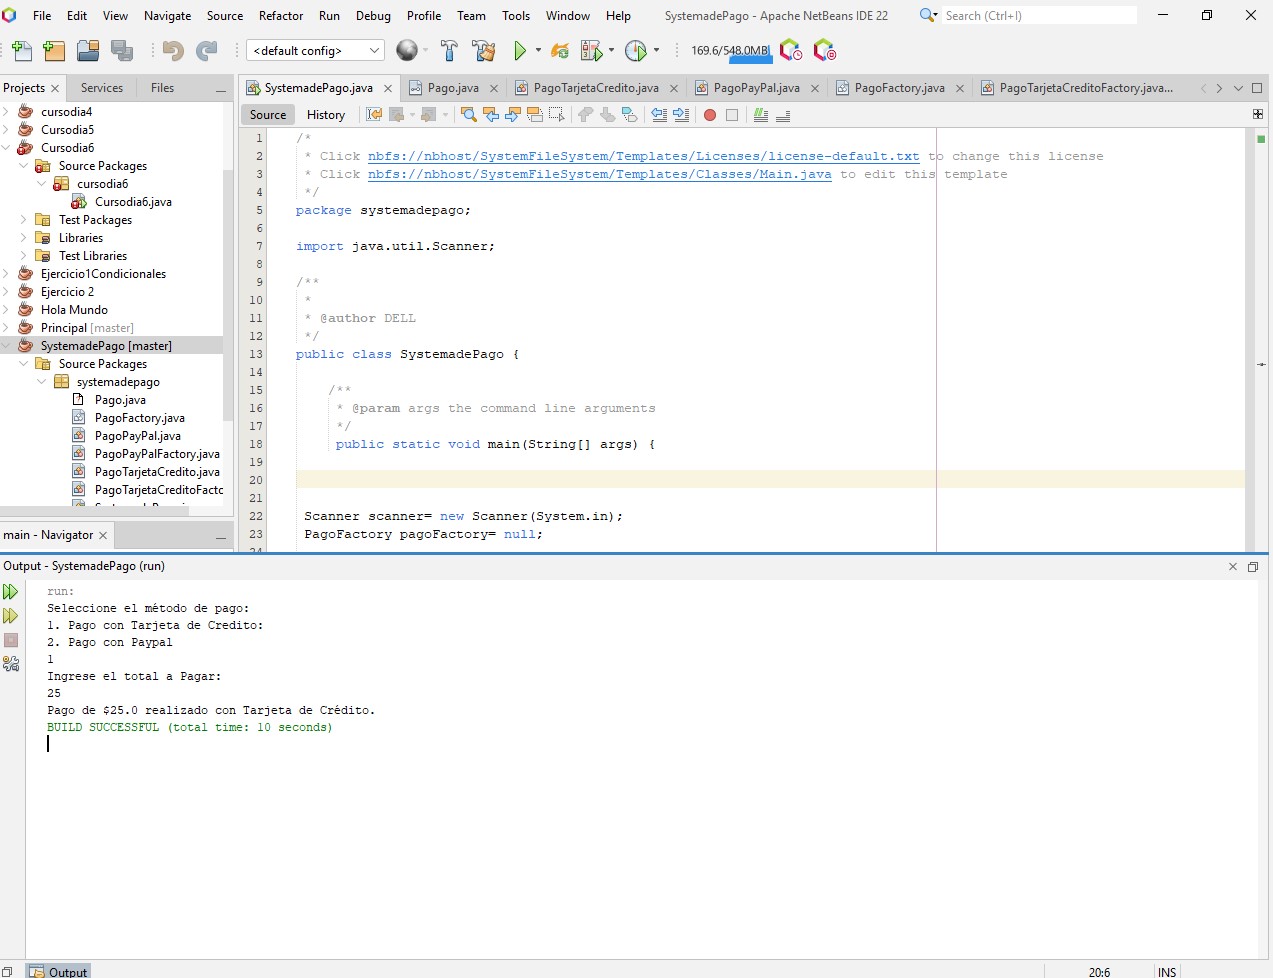 File Edit View Navigate Source Refactor Run Debug Profile Team Tools Window Help SystemadePago - Apache NetBeans IDE 22 Search (Ctrl+I)
<default config> 169.6/548.0MB
Projects Services Files
SystemadePago.java Pago.java PagoTarjetaCredito.java PagoPayPal.java PagoFactory.java PagoTarjetaCreditoFactory.java...
Source History
cursodia4
Cursodia5
Cursodia6
Source Packages
cursodia6
Cursodia6.java
Test Packages
Libraries
Test Libraries
Ejercicio1Condicionales
Ejercicio 2
Hola Mundo
Principal [master]
SystemadePago [master]
Source Packages
systemadepago
Pago.java
PagoFactory.java
PagoPayPal.java
PagoPayPalFactory.java
PagoTarjetaCredito.java
PagoTarjetaCreditoFacto
main - Navigator
1 /*
2 * Click nbfs://nbhost/SystemFileSystem/Templates/Licenses/license-default.txt to change this license
3 * Click nbfs://nbhost/SystemFileSystem/Templates/Classes/Main.java to edit this template
4 */
5 package systemadepago;
6
7 import java.util.Scanner;
8
9 /**
10 *
11 * @author DELL
12 */
13 public class SystemadePago {
14
15 /**
16 * @param args the command line arguments
17 */
18 public static void main(String[] args) {
19
20
21
22 Scanner scanner= new Scanner(System.in);
23 PagoFactory pagoFactory= null;
24
Output - SystemadePago (run)
run:
Seleccione el método de pago:
1. Pago con Tarjeta de Credito:
2. Pago con Paypal
1
Ingrese el total a Pagar:
25
Pago de $25.0 realizado con Tarjeta de Crédito.
BUILD SUCCESSFUL (total time: 10 seconds)
Output 20:6 INS